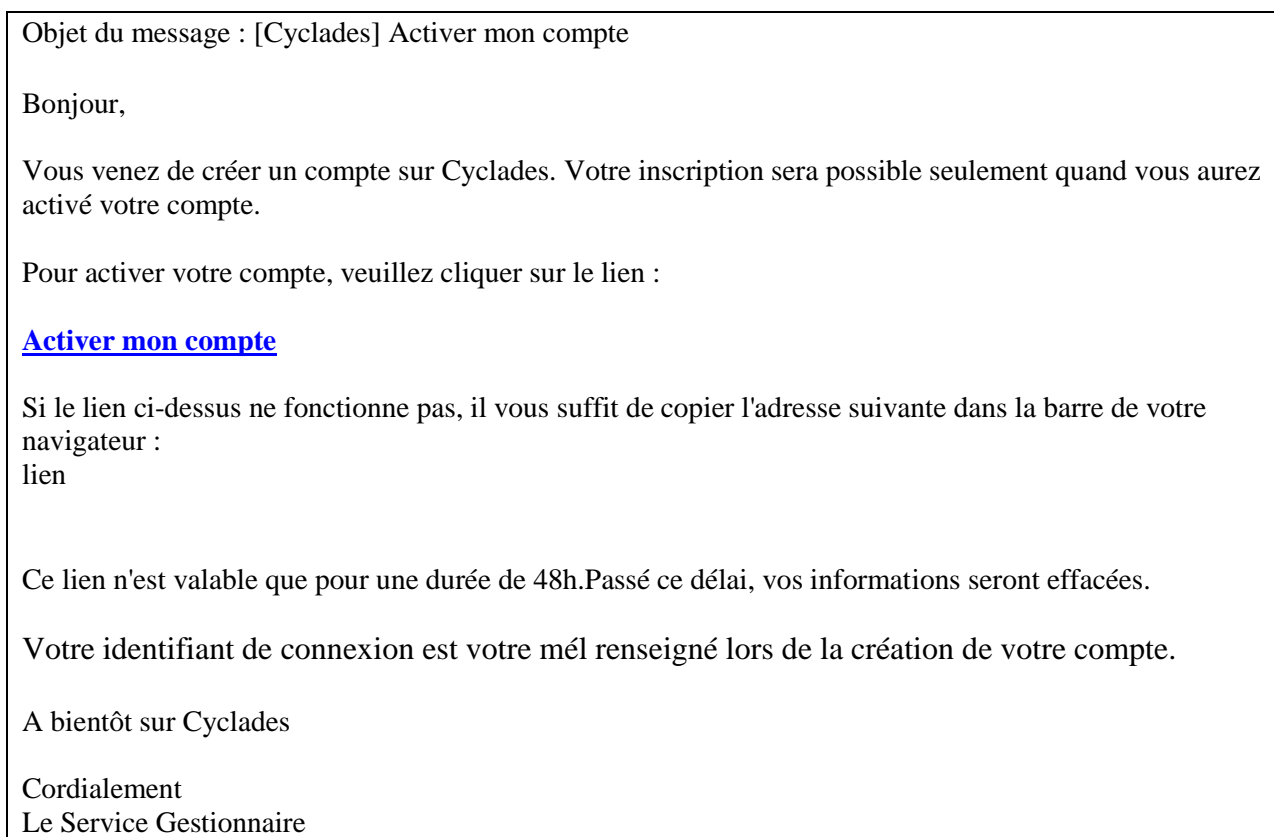 Objet du message : [Cyclades] Activer mon compte
Bonjour,
Vous venez de créer un compte sur Cyclades. Votre inscription sera possible seulement quand vous aurez
activé votre compte.
Pour activer votre compte, veuillez cliquer sur le lien :
Activer mon compte
Si le lien ci-dessus ne fonctionne pas, il vous suffit de copier l'adresse suivante dans la barre de votre
navigateur :
lien
Ce lien n'est valable que pour une durée de 48h.Passé ce délai, vos informations seront effacées.
Votre identifiant de connexion est votre mél renseigné lors de la création de votre compte.
A bientôt sur Cyclades
Cordialement
Le Service Gestionnaire